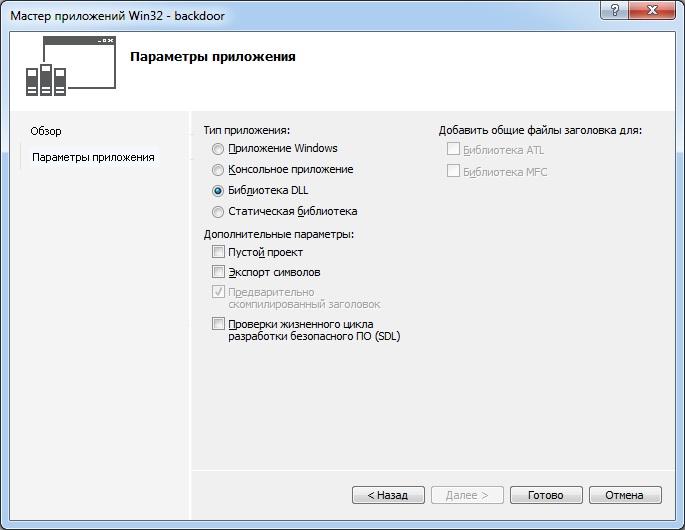 Мастер приложений Win32 - backdoor
Параметры приложения
Обзор
Параметры приложения
Тип приложения:
Приложение Windows
Консольное приложение
Библиотека DLL
Статическая библиотека
Дополнительные параметры:
Пустой проект
Экспорт символов
Предварительно
скомпилированный заголовок
Проверки жизненного цикла
разработки безопасного ПО (SDL)
Добавить общие файлы заголовка для:
Библиотека ATL
Библиотека MFC
< Назад
Далее >
Готово
Отмена